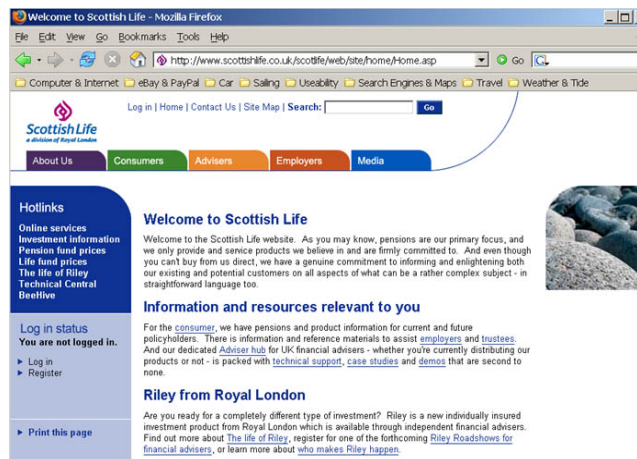 Welcome to Scottish Life - Mozilla Firefox
File Edit View Go Bookmarks Tools Help
http://www.scottishlife.co.uk/scotlife/web/site/home/Home.asp Go
Computer & Internet eBay & PayPal Car Sailing Useability Search Engines & Maps Travel Weather & Tide
Log in | Home | Contact Us | Site Map | Search: Go
Scottish Life
a division of Royal London
About Us Consumers Advisers Employers Media
Hotlinks
Online services
Investment information
Pension fund prices
Life fund prices
The life of Riley
Technical Central
BeeHive
Log in status
You are not logged in.
Log in
Register
Print this page
Welcome to Scottish Life
Welcome to the Scottish Life website. As you may know, pensions are our primary focus, and
we only provide and service products we believe in and are firmly committed to. And even though
you can't buy from us direct, we have a genuine commitment to informing and enlightening both
our existing and potential customers on all aspects of what can be a rather complex subject - in
straightforward language too.
Information and resources relevant to you
For the consumer, we have pensions and product information for current and future
policyholders. There is information and reference materials to assist employers and trustees.
And our dedicated Adviser hub for UK financial advisers - whether you're currently distributing our
products or not - is packed with technical support, case studies and demos that are second to
none.
Riley from Royal London
Are you ready for a completely different type of investment? Riley is a new individually insured
investment product from Royal London which is available through independent financial advisers.
Find out more about The life of Riley, register for one of the forthcoming Riley Roadshows for
financial advisers, or learn more about who makes Riley happen.